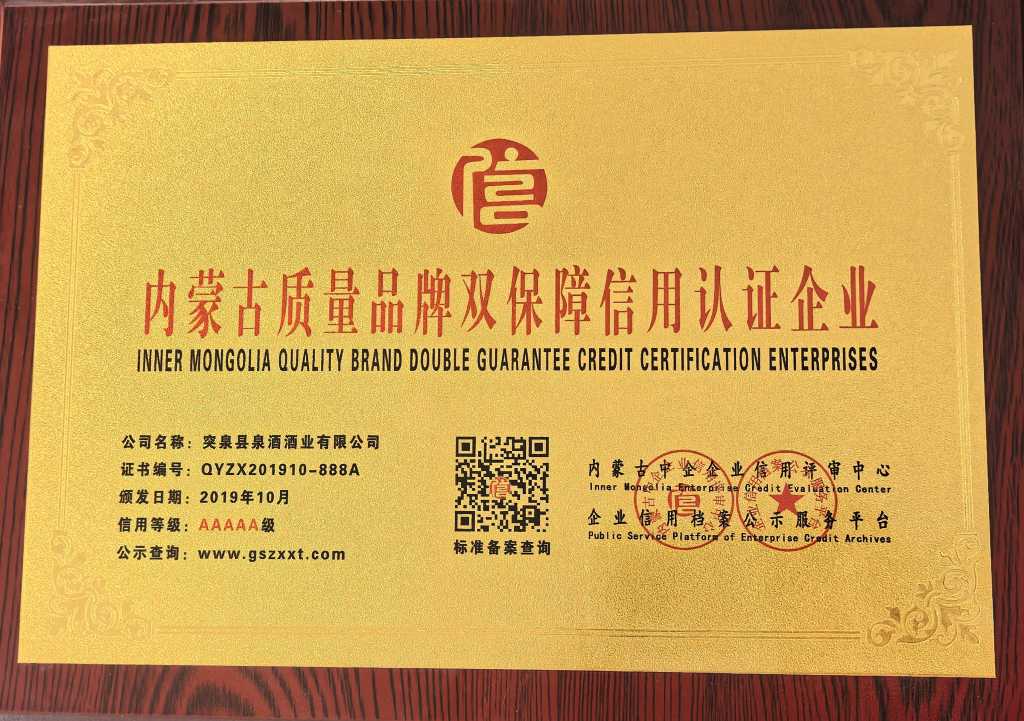 信
内蒙古质量品牌双保障信用认证企业
INNER MONGOLIA QUALITY BRAND DOUBLE GUARANTEE CREDIT CERTIFICATION ENTERPRISES
公司名称：突泉县泉酒酒业有限公司
证书编号：QYZX201910-888A
颁发日期：2019年10月
信用等级：AAAAA级
公示查询：www.gszxxt.com
标准备案查询
内蒙古中企企业信用评审中心
Inner Mongolia Enterprise Credit Evaluation Center
企业信用档案公示服务平台
Public Service Platform of Enterprise Credit Archives